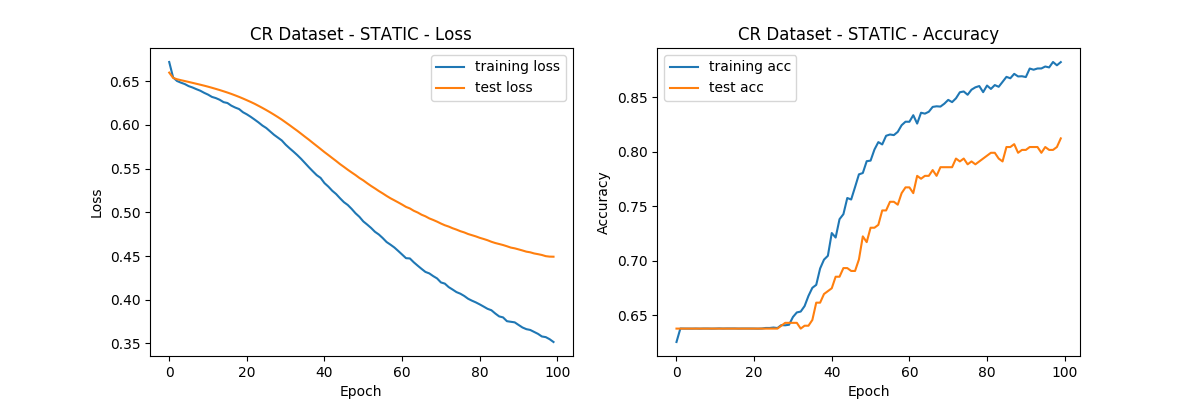 CR Dataset - STATIC - Loss
training loss
test loss
0.65
0.60
0.55
0.50
0.45
0.40
0.35
Loss
0 20 40 60 80 100
Epoch
CR Dataset - STATIC - Accuracy
training acc
test acc
0.85
0.80
0.75
0.70
0.65
Accuracy
0 20 40 60 80 100
Epoch